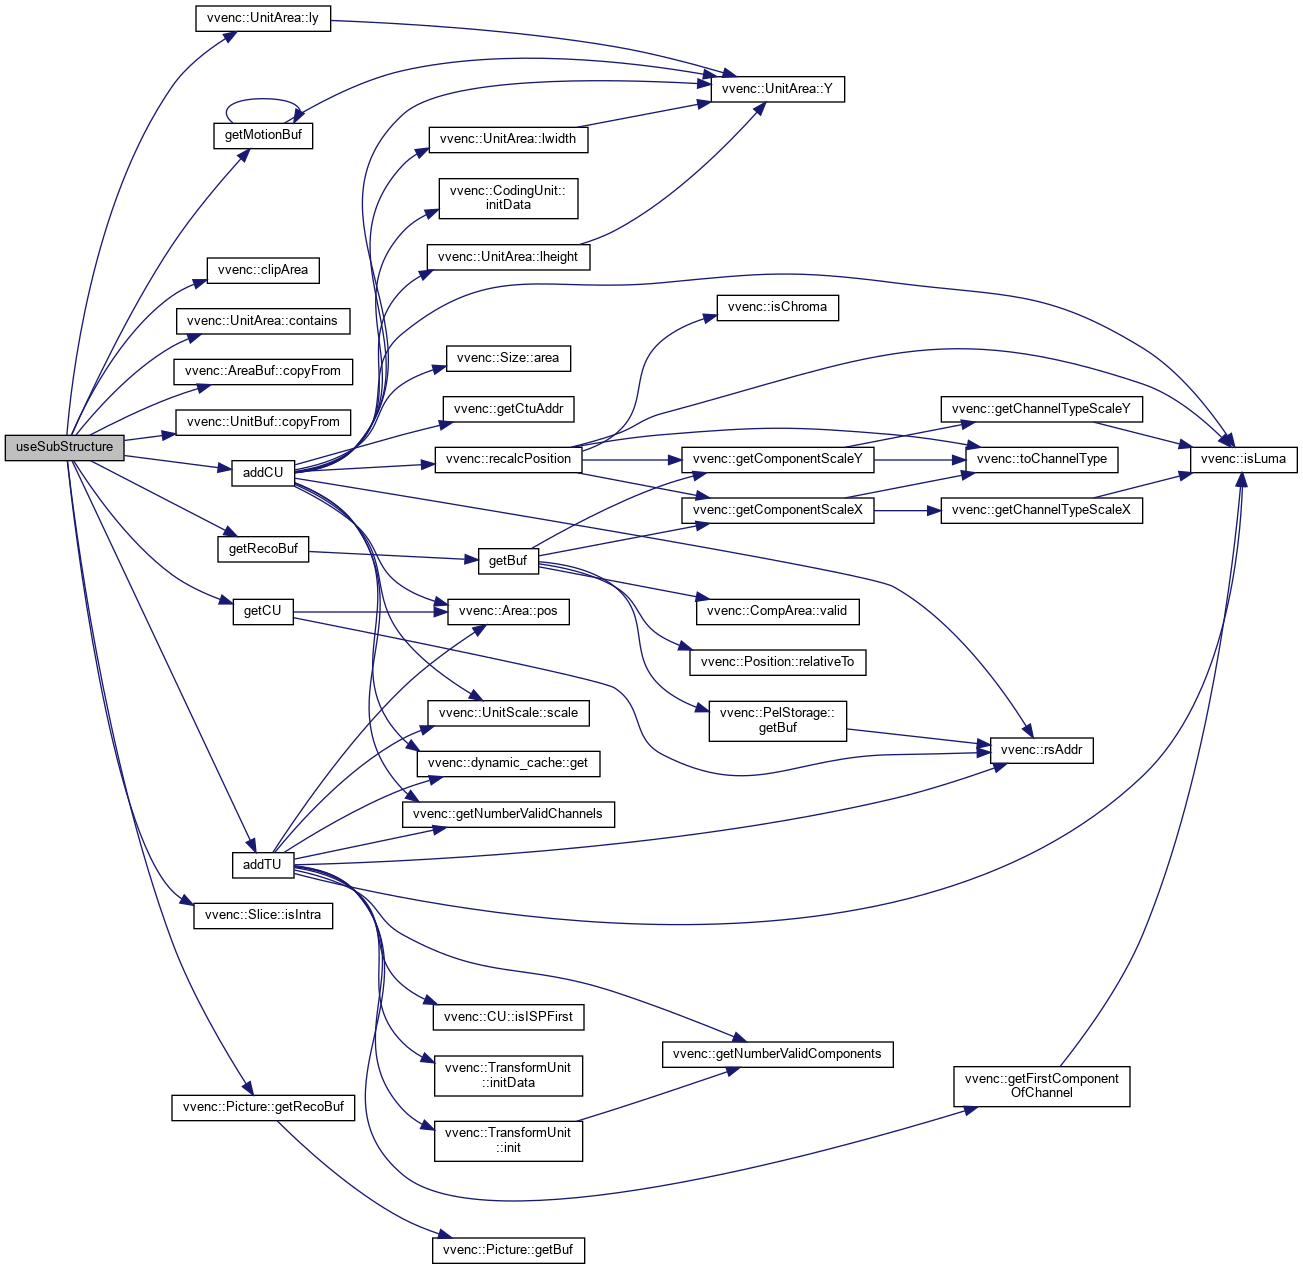 useSubStructure
vvenc::UnitArea::ly
getMotionBuf
vvenc::clipArea
vvenc::UnitArea::contains
vvenc::AreaBuf::copyFrom
vvenc::UnitBuf::copyFrom
addCU
getRecoBuf
getCU
addTU
vvenc::Slice::isIntra
vvenc::Picture::getRecoBuf
vvenc::UnitArea::lwidth
vvenc::CodingUnit::
initData
vvenc::UnitArea::lheight
vvenc::Size::area
vvenc::getCtuAddr
vvenc::recalcPosition
getBuf
vvenc::Area::pos
vvenc::UnitScale::scale
vvenc::dynamic_cache::get
vvenc::getNumberValidChannels
vvenc::CU::isISPFirst
vvenc::TransformUnit
::initData
vvenc::TransformUnit
::init
vvenc::Picture::getBuf
vvenc::UnitArea::Y
vvenc::isChroma
vvenc::getComponentScaleY
vvenc::getComponentScaleX
vvenc::CompArea::valid
vvenc::Position::relativeTo
vvenc::PelStorage::
getBuf
vvenc::getNumberValidComponents
vvenc::getChannelTypeScaleY
vvenc::toChannelType
vvenc::getChannelTypeScaleX
vvenc::rsAddr
vvenc::getFirstComponent
OfChannel
vvenc::isLuma